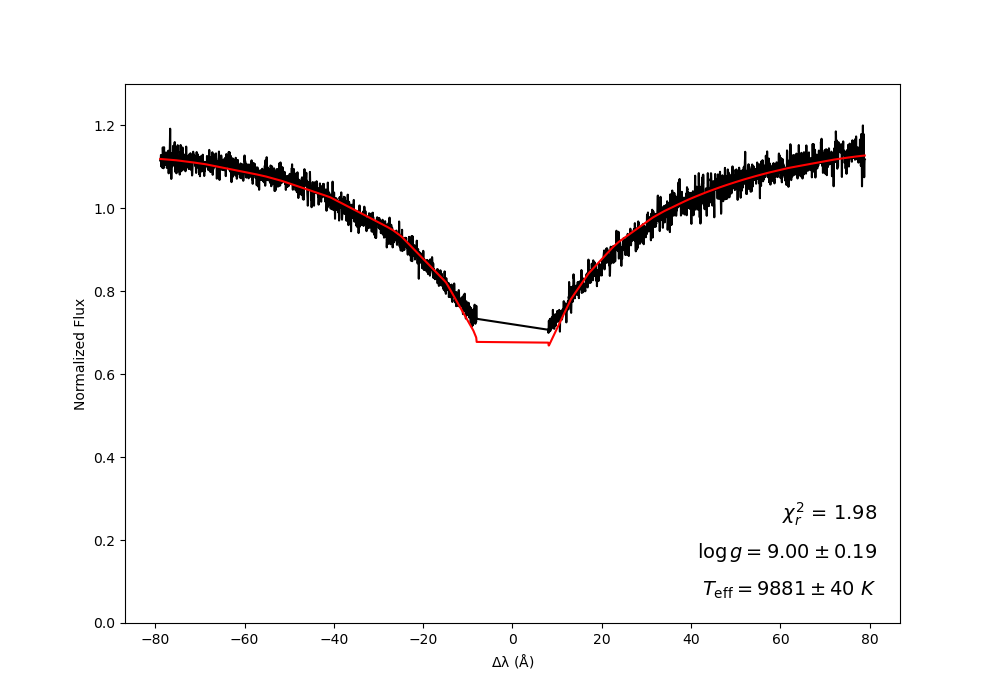 1.2
1.0
0.8
0.6
0.4
0.2
0.0
Normalized Flux
χ²ᵣ = 1.98
log g = 9.00 ± 0.19
T_eff = 9881 ± 40 K
−80 −60 −40 −20 0 20 40 60 80
Δλ (Å)